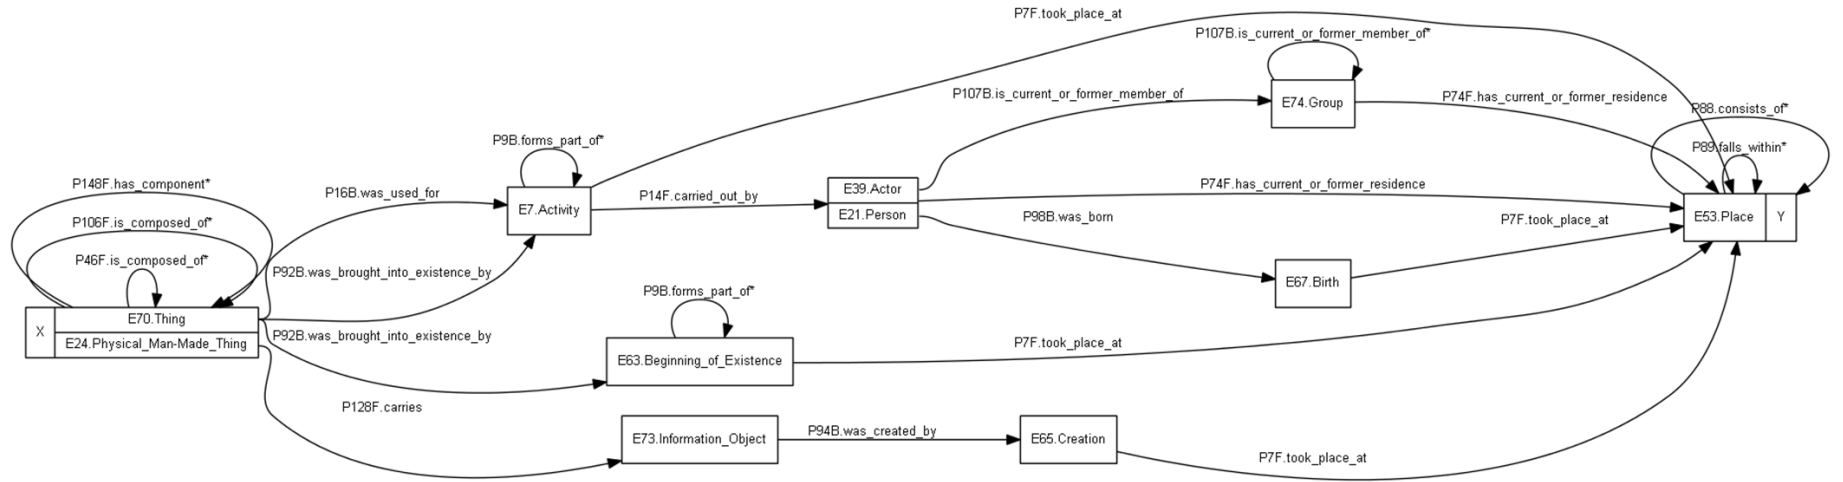 P7F.took_place_at
P107B.is_current_or_former_member_of*
P107B.is_current_or_former_member_of
E74.Group
P74F.has_current_or_former_residence
P88.consists_of*
P9B.forms_part_of*
P89.falls_within*
P148F.has_component*
P16B.was_used_for
E7.Activity
P14F.carried_out_by
E39.Actor
E21.Person
P74F.has_current_or_former_residence
P98B.was_born
P7F.took_place_at
E53.Place
Y
P106F.is_composed_of*
P46F.is_composed_of*
P92B.was_brought_into_existence_by
E67.Birth
P9B.forms_part_of*
X
E70.Thing
E24.Physical_Man-Made_Thing
P92B.was_brought_into_existence_by
E63.Beginning_of_Existence
P7F.took_place_at
P128F.carries
E73.Information_Object
P94B.was_created_by
E65.Creation
P7F.took_place_at